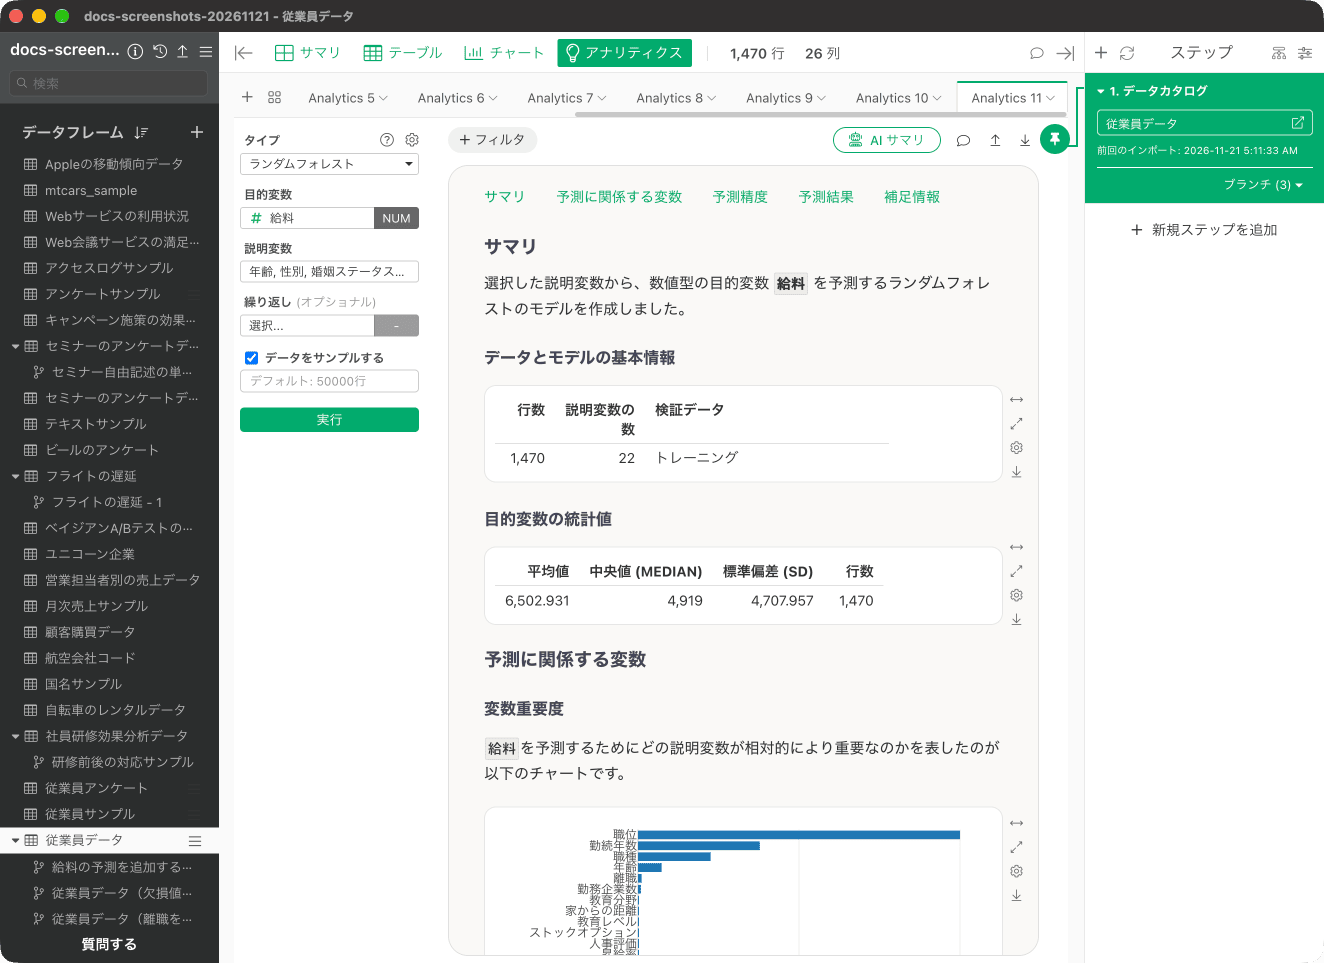 docs-screenshots-20261121 - 従業員データ
docs-screen...
検索
データフレーム
Appleの移動傾向データ
mtcars_sample
Webサービスの利用状況
Web会議サービスの満足…
アクセスログサンプル
アンケートサンプル
キャンペーン施策の効果…
セミナーのアンケートデ…
セミナー自由記述の単…
セミナーのアンケートデ…
テキストサンプル
ビールのアンケート
フライトの遅延
フライトの遅延 - 1
ベイジアンA/Bテストの…
ユニコーン企業
営業担当者別の売上データ
月次売上サンプル
顧客購買データ
航空会社コード
国名サンプル
自転車のレンタルデータ
社員研修効果分析データ
研修前後の対応サンプル
従業員アンケート
従業員サンプル
従業員データ
給料の予測を追加する…
従業員データ（欠損値…
従業員データ（離職を…
質問する
サマリ
テーブル
チャート
アナリティクス
1,470 行
26 列
Analytics 5
Analytics 6
Analytics 7
Analytics 8
Analytics 9
Analytics 10
Analytics 11
タイプ
ランダムフォレスト
目的変数
# 給料
NUM
説明変数
年齢, 性別, 婚姻ステータス...
繰り返し (オプショナル)
選択...
-
データをサンプルする
デフォルト: 50000行
実行
+ フィルタ
AI サマリ
サマリ
予測に関係する変数
予測精度
予測結果
補足情報
サマリ
選択した説明変数から、数値型の目的変数 給料 を予測するランダムフォレ
ストのモデルを作成しました。
データとモデルの基本情報
行数 説明変数の数 検証データ
1,470 22 トレーニング
目的変数の統計値
平均値 中央値 (MEDIAN) 標準偏差 (SD) 行数
6,502.931 4,919 4,707.957 1,470
予測に関係する変数
変数重要度
給料 を予測するためにどの説明変数が相対的により重要なのかを表したのが
以下のチャートです。
職位
勤続年数
職種
年齢
離職
勤務企業数
教育分野
家からの距離
教育レベル
ストックオプション
人事評価
昇給率
ステップ
1. データカタログ
従業員データ
前回のインポート: 2026-11-21 5:11:33 AM
ブランチ (3)
+ 新規ステップを追加